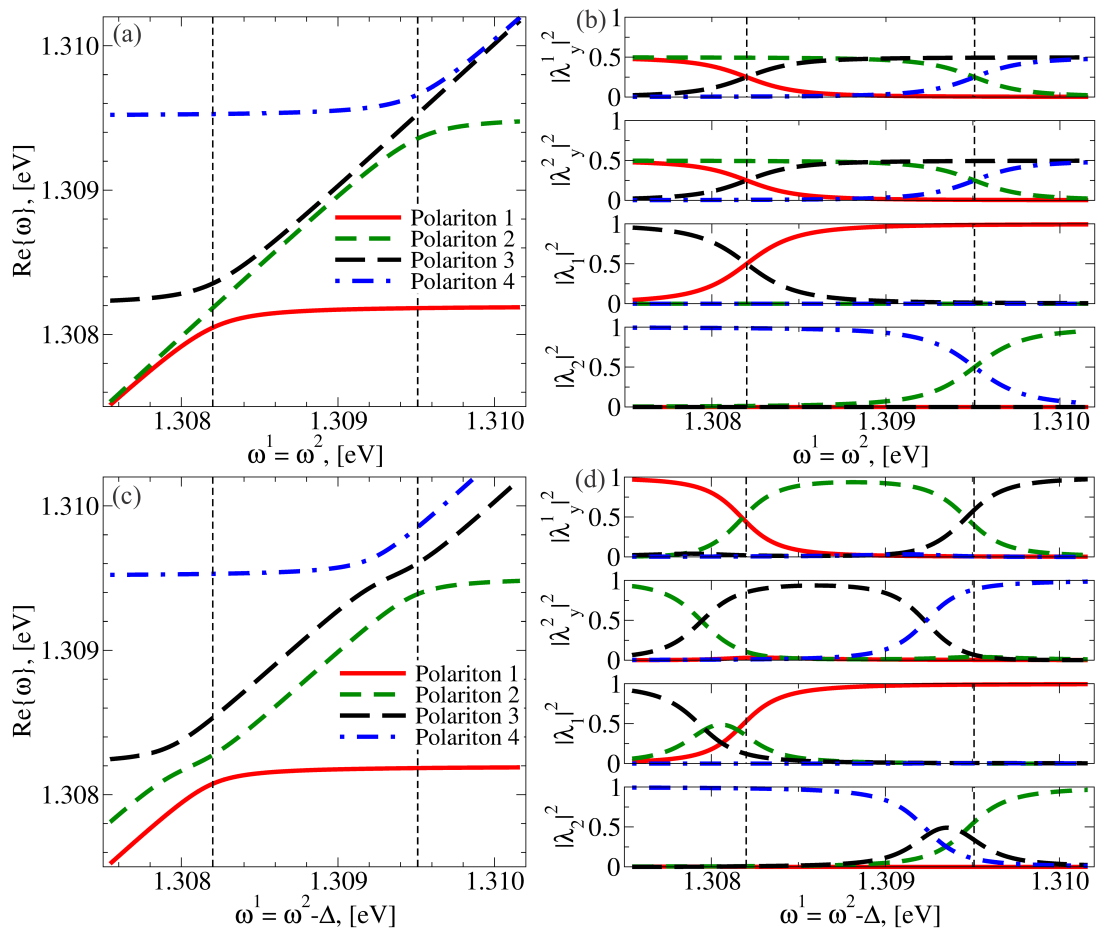 (a)
1.310
1.309
1.308
Re{ω}, [eV]
Polariton 1
Polariton 2
Polariton 3
Polariton 4
1.308 1.309 1.310
ω¹= ω², [eV]
(b)
1
0.5
0
|λ¹y|²
1
0.5
0
|λ²y|²
1
0.5
0
|λ₁|²
1
0.5
0
|λ₂|²
1.308 1.309 1.310
ω¹= ω², [eV]
(c)
1.310
1.309
1.308
Re{ω}, [eV]
Polariton 1
Polariton 2
Polariton 3
Polariton 4
1.308 1.309 1.310
ω¹= ω²-Δ, [eV]
(d)
1
0.5
0
|λ¹y|²
1
0.5
0
|λ²y|²
1
0.5
0
|λ₁|²
1
0.5
0
|λ₂|²
1.308 1.309 1.310
ω¹= ω²-Δ, [eV]